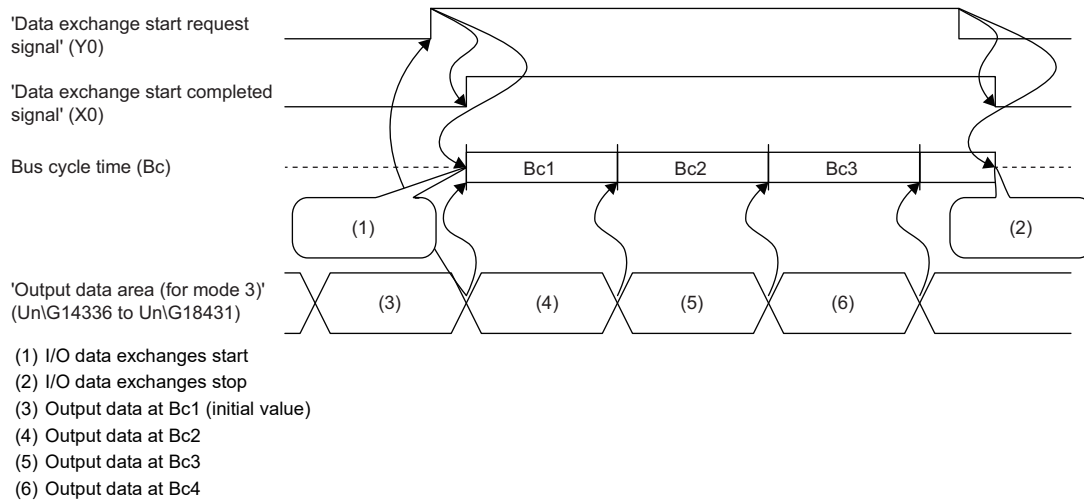 'Data exchange start request
signal' (Y0)
'Data exchange start completed
signal' (X0)
Bus cycle time (Bc)
Bc1
Bc2
Bc3
(1)
(2)
'Output data area (for mode 3)'
(Un\G14336 to Un\G18431)
(3)
(4)
(5)
(6)
(1) I/O data exchanges start
(2) I/O data exchanges stop
(3) Output data at Bc1 (initial value)
(4) Output data at Bc2
(5) Output data at Bc3
(6) Output data at Bc4